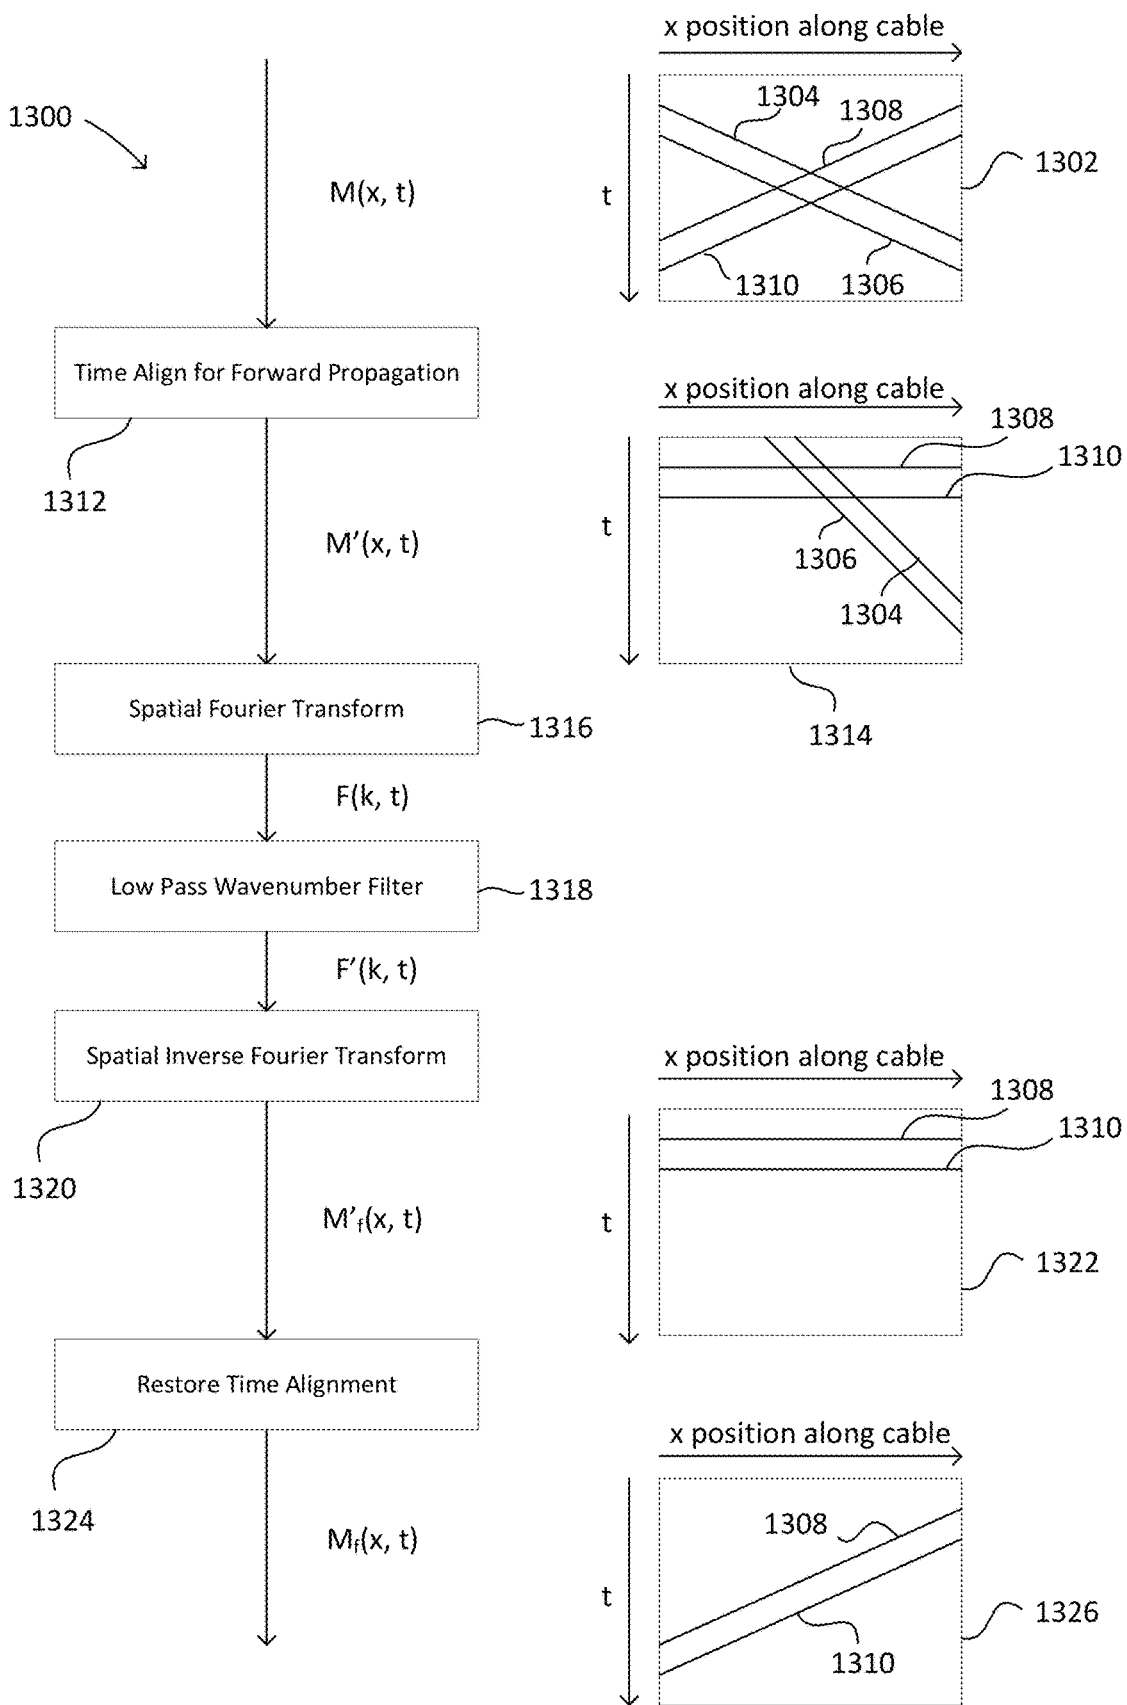 x position along cable
1300
1304
1308
M(x, t)
t
1302
1310
1306
Time Align for Forward Propagation
1312
x position along cable
1308
1310
M’(x, t)
t
1306
1304
1314
Spatial Fourier Transform
1316
F(k, t)
Low Pass Wavenumber Filter
1318
F’(k, t)
Spatial Inverse Fourier Transform
1320
x position along cable
1308
1310
M’f(x, t)
t
1322
Restore Time Alignment
1324
x position along cable
1308
Mf(x, t)
t
1310
1326